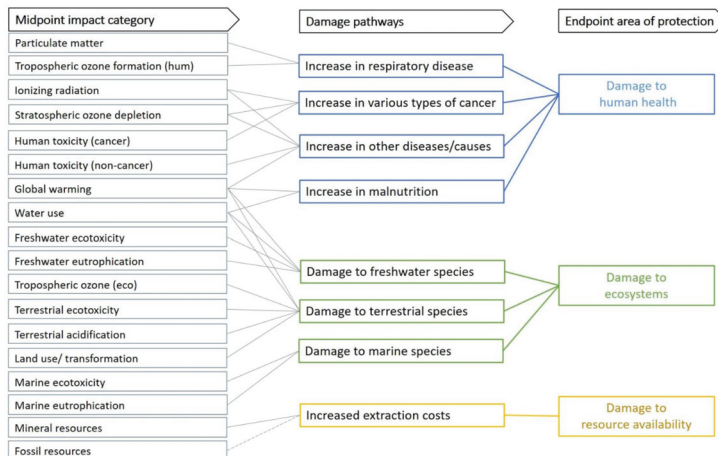 Midpoint impact category
Particulate matter
Tropospheric ozone formation (hum)
Ionizing radiation
Stratospheric ozone depletion
Human toxicity (cancer)
Human toxicity (non-cancer)
Global warming
Water use
Freshwater ecotoxicity
Freshwater eutrophication
Tropospheric ozone (eco)
Terrestrial ecotoxicity
Terrestrial acidification
Land use/ transformation
Marine ecotoxicity
Marine eutrophication
Mineral resources
Fossil resources
Damage pathways
Increase in respiratory disease
Increase in various types of cancer
Increase in other diseases/causes
Increase in malnutrition
Damage to freshwater species
Damage to terrestrial species
Damage to marine species
Increased extraction costs
Endpoint area of protection
Damage to
human health
Damage to
ecosystems
Damage to
resource availability